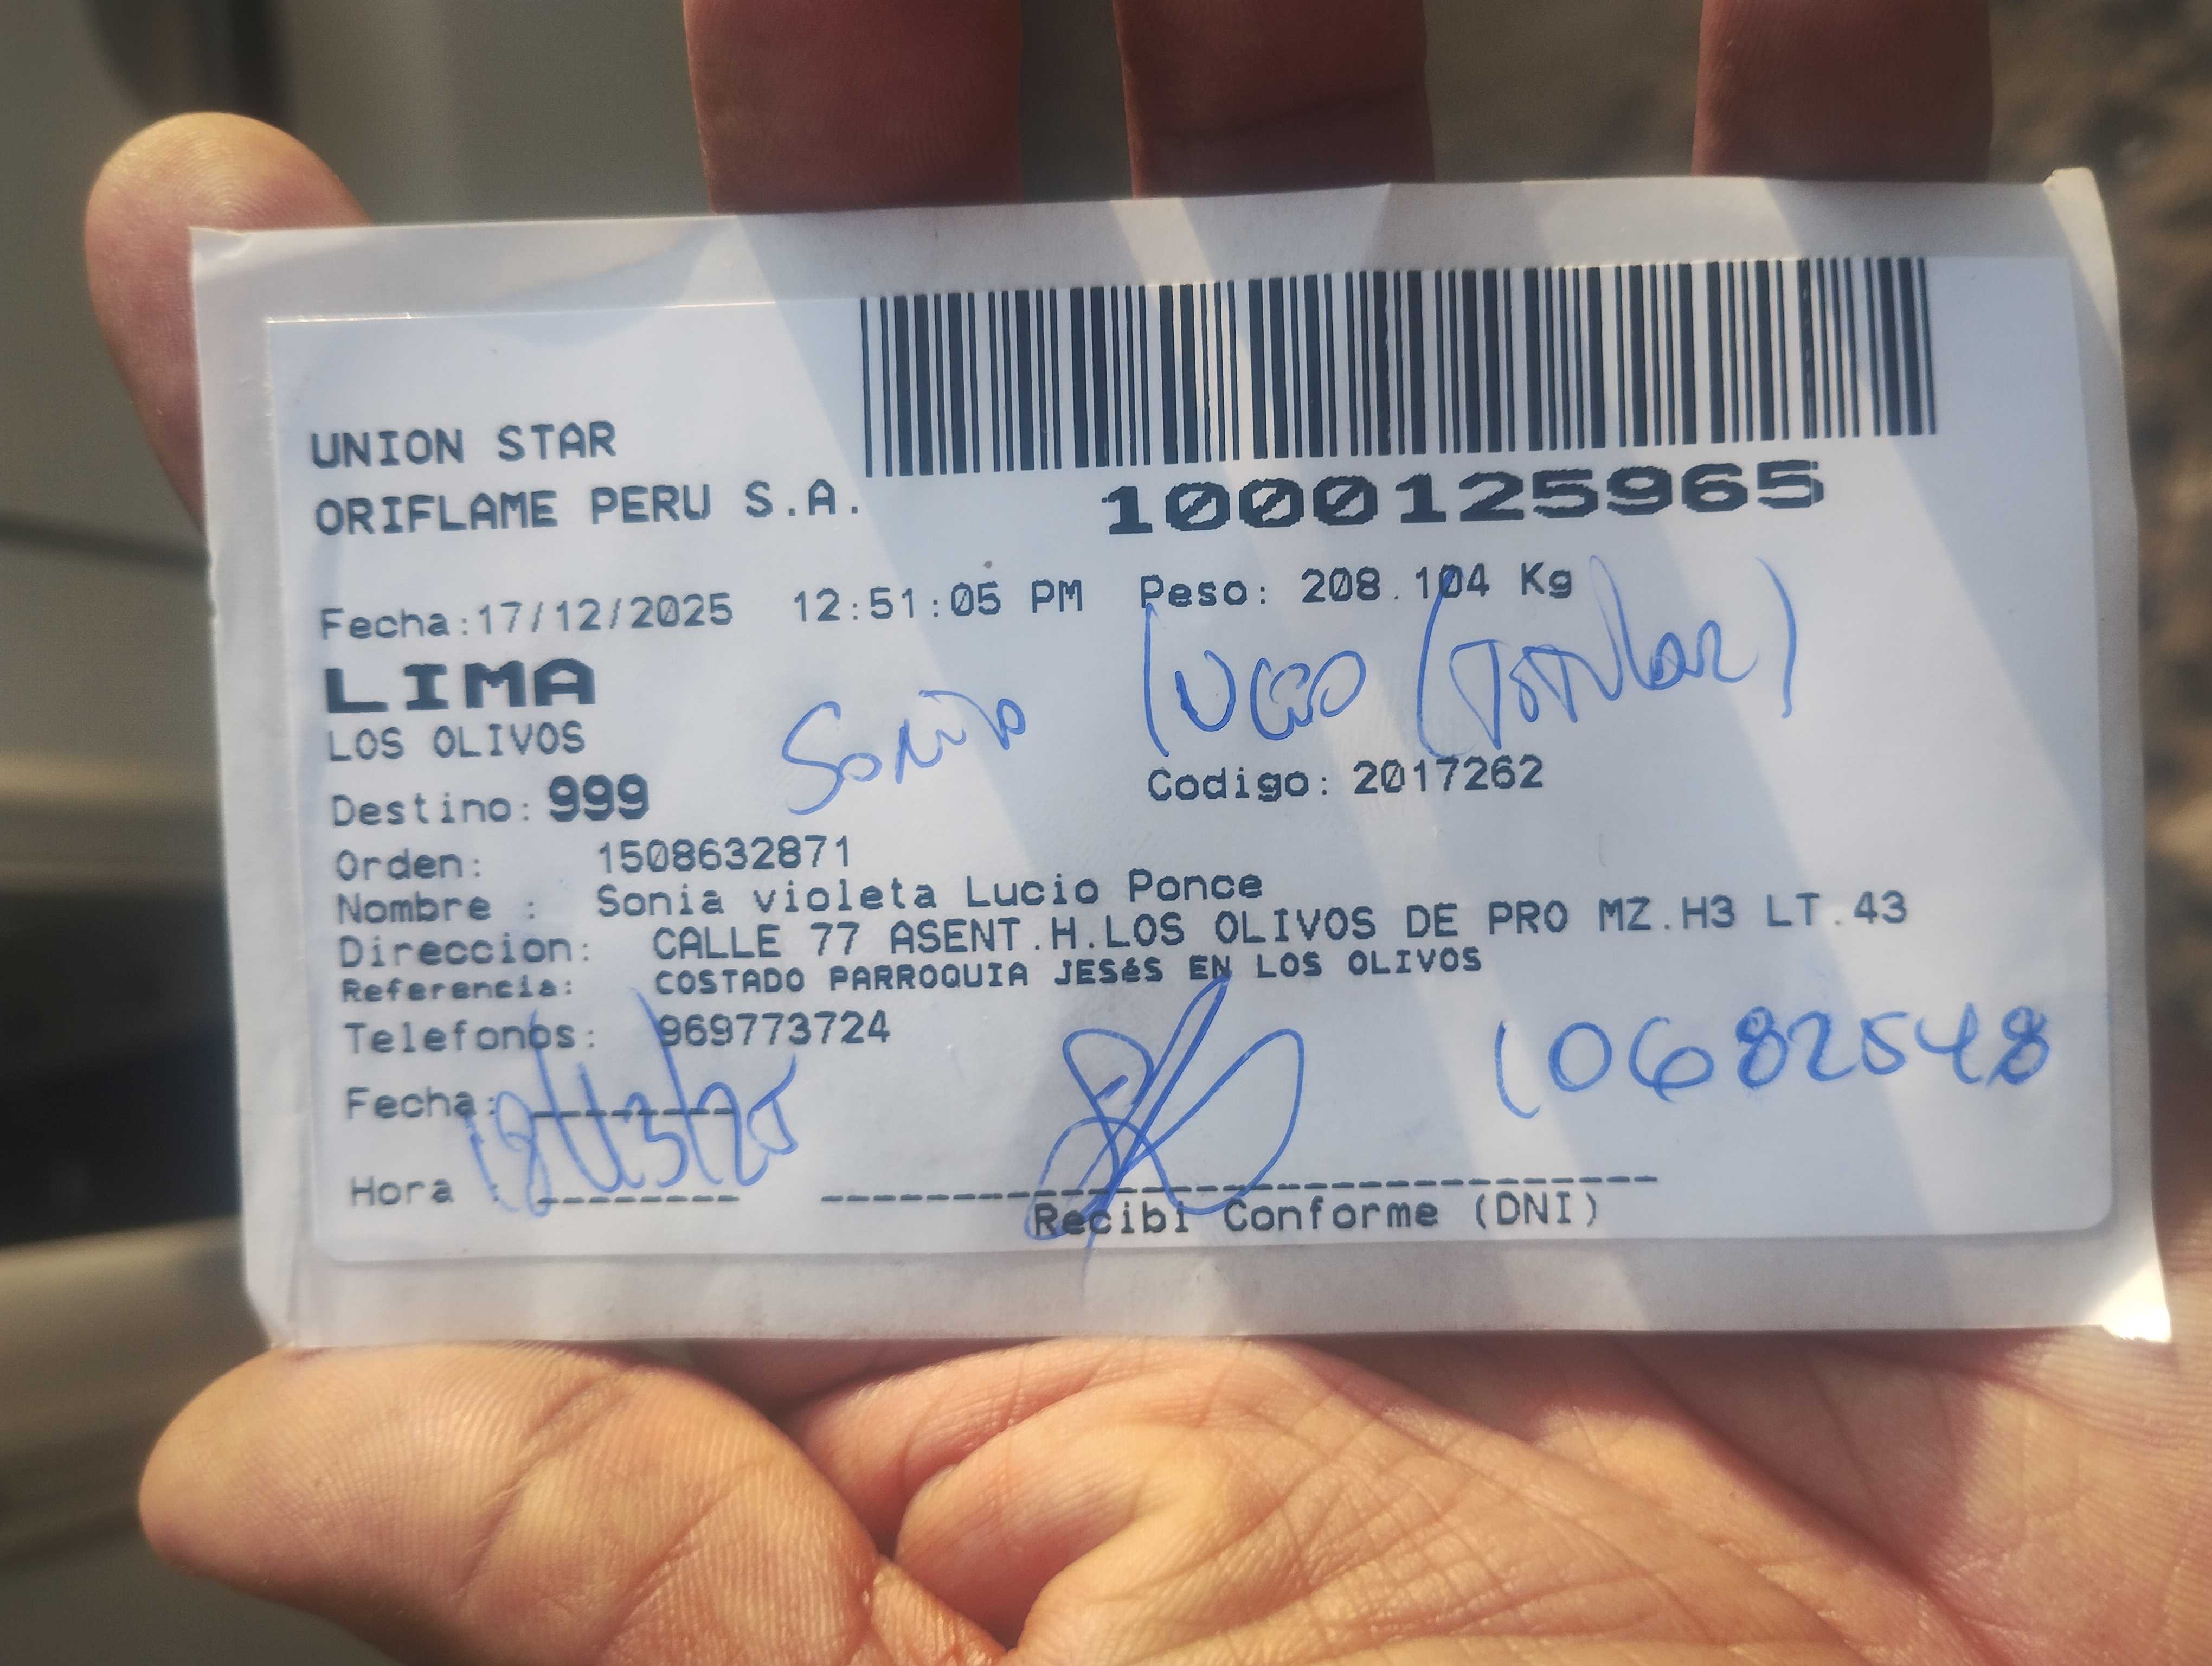 UNION STAR
ORIFLAME PERU S.A.
1000125965
Fecha:17/12/2025 12:51:05 PM Peso: 208.104 Kg
LIMA
Sonia Lucio (Titular)
LOS OLIVOS
Codigo: 2017262
Destino: 999
Orden: 1508632871
Nombre : Sonia violeta Lucio Ponce
Direccion: CALLE 77 ASENT.H.LOS OLIVOS DE PRO MZ.H3 LT.43
Referencia: COSTADO PARROQUIA JESéS EN LOS OLIVOS
Telefonos: 969773724
10682548
Fecha:
Hora :
Recibi Conforme (DNI)